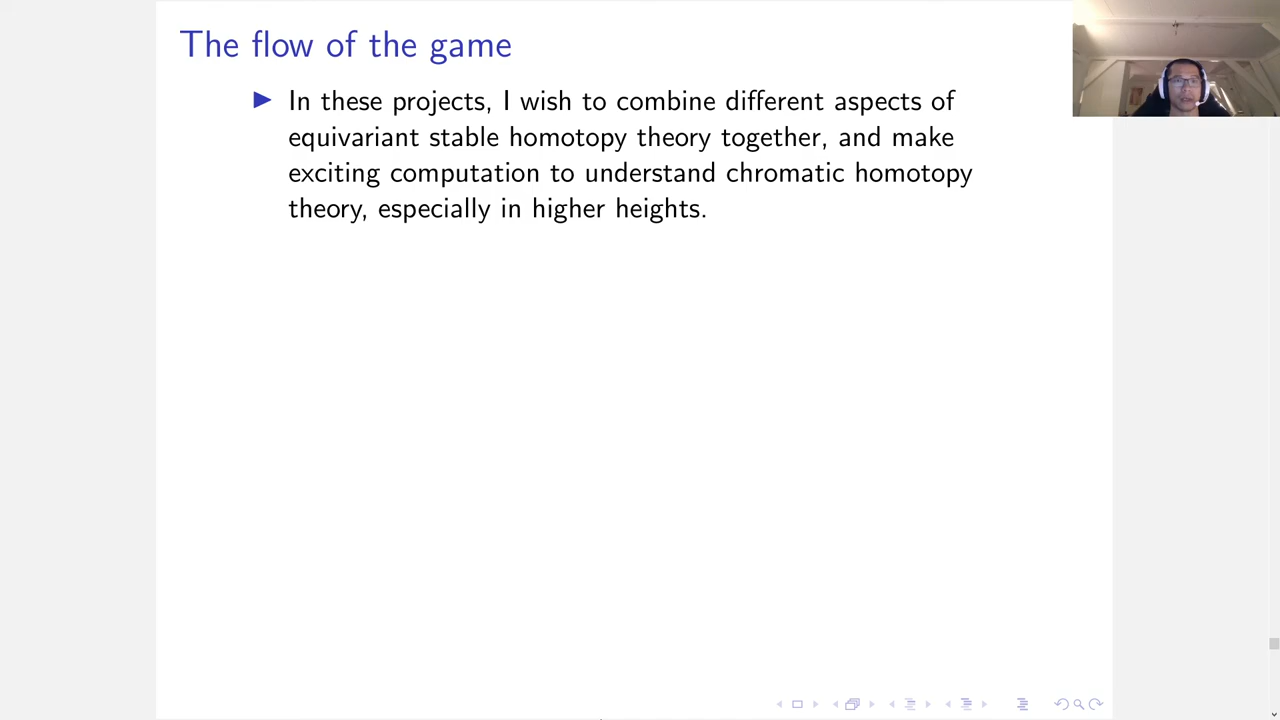 The flow of the game
In these projects, I wish to combine different aspects of
equivariant stable homotopy theory together, and make
exciting computation to understand chromatic homotopy
theory, especially in higher heights.